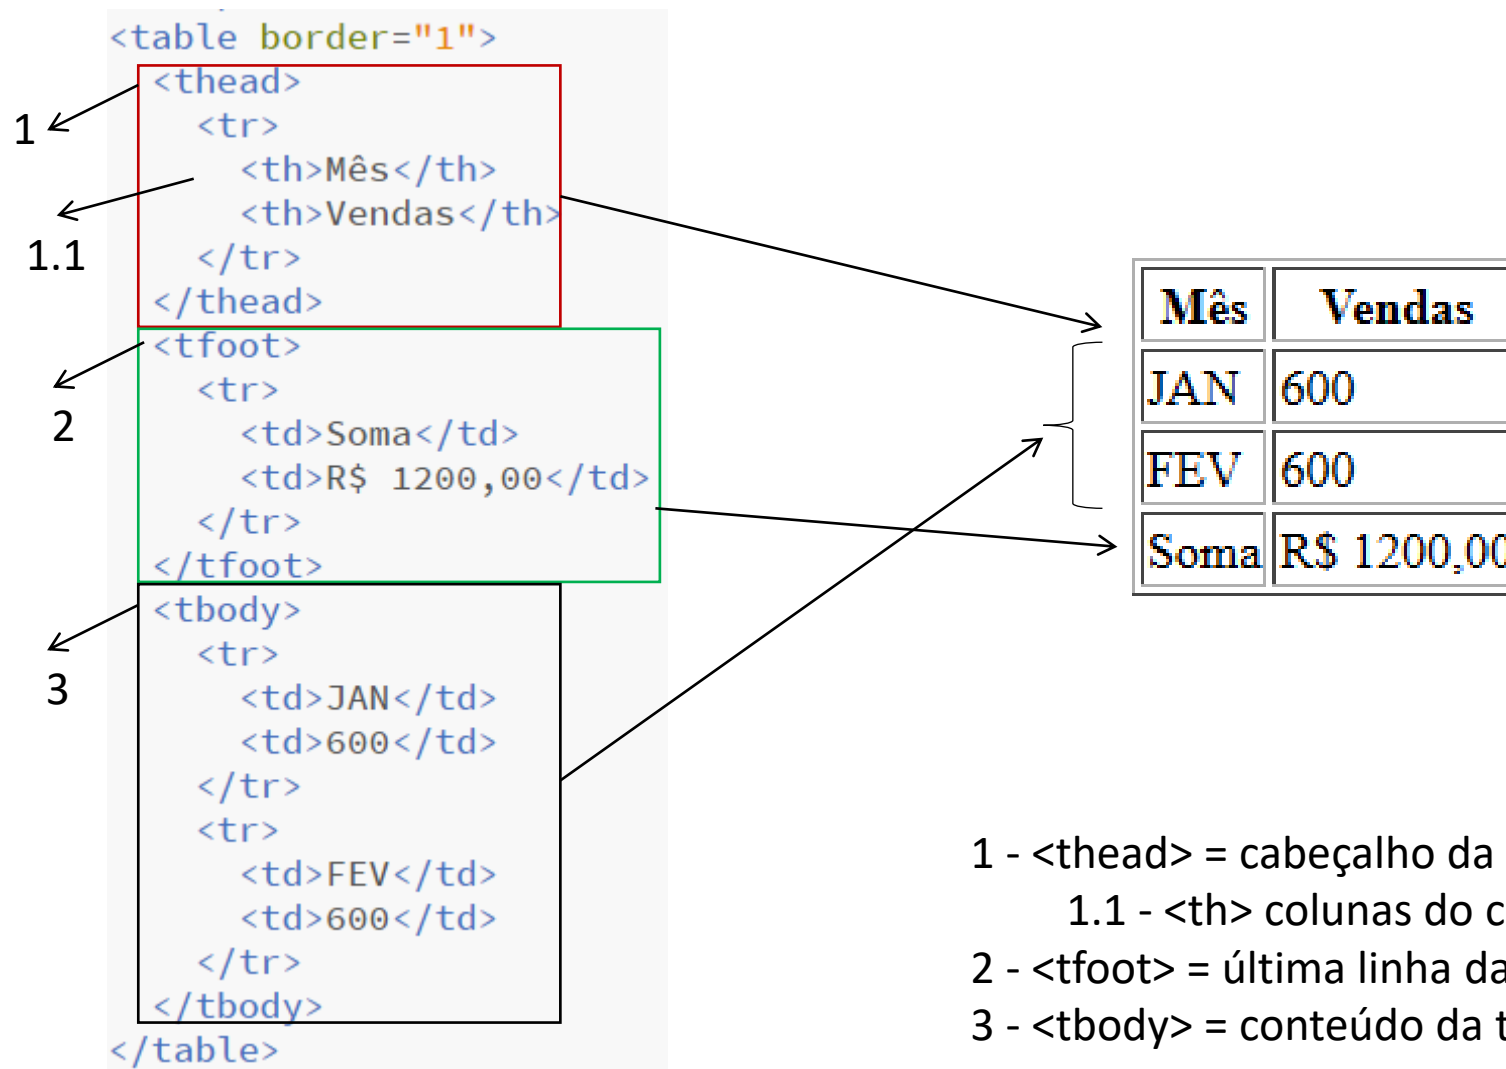 <table border="1">
<thead>
<tr>
<th>Mês</th>
<th>Vendas</th>
</tr>
</thead>
<tfoot>
<tr>
<td>Soma</td>
<td>R$ 1200,00</td>
</tr>
</tfoot>
<tbody>
<tr>
<td>JAN</td>
<td>600</td>
</tr>
<tr>
<td>FEV</td>
<td>600</td>
</tr>
</tbody>
</table>
1
1.1
2
3
Mês Vendas
JAN 600
FEV 600
Soma R$ 1200,00
1 - <thead> = cabeçalho da
1.1 - <th> colunas do
2 - <tfoot> = última linha da
3 - <tbody> = conteúdo da